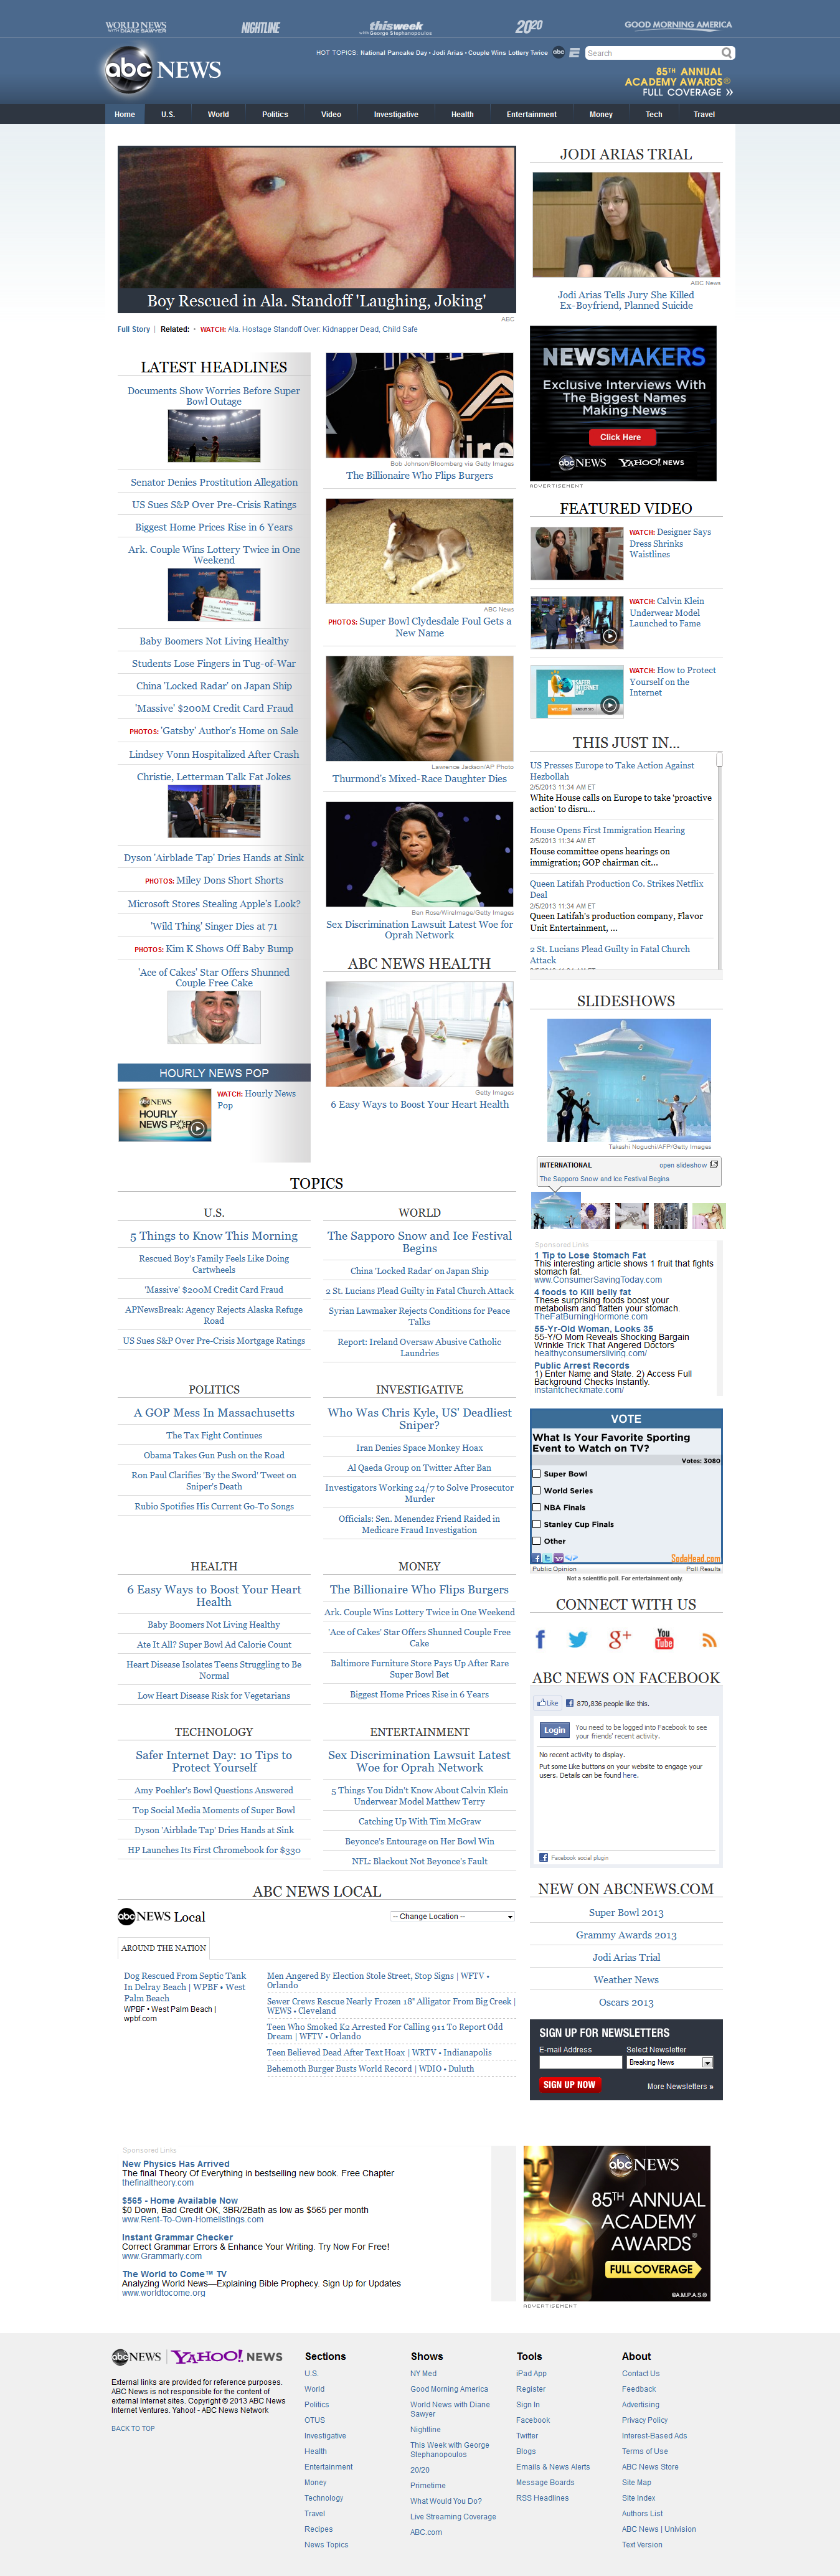 WORLD NEWS
WITH DIANE SAWYER
NIGHTLINE
thisweek
with George Stephanopoulos
2020
GOOD MORNING AMERICA
abc NEWS
HOT TOPICS: National Pancake Day • Jodi Arias • Couple Wins Lottery Twice
abc
Search
85TH ANNUAL
ACADEMY AWARDS®
FULL COVERAGE »
Home U.S. World Politics Video Investigative Health Entertainment Money Tech Travel
Boy Rescued in Ala. Standoff 'Laughing, Joking'
ABC
Full Story | Related: • WATCH: Ala. Hostage Standoff Over: Kidnapper Dead, Child Safe
LATEST HEADLINES
Documents Show Worries Before Super
Bowl Outage
Senator Denies Prostitution Allegation
US Sues S&P Over Pre-Crisis Ratings
Biggest Home Prices Rise in 6 Years
Ark. Couple Wins Lottery Twice in One
Weekend
Baby Boomers Not Living Healthy
Students Lose Fingers in Tug-of-War
China 'Locked Radar' on Japan Ship
'Massive' $200M Credit Card Fraud
PHOTOS: 'Gatsby' Author's Home on Sale
Lindsey Vonn Hospitalized After Crash
Christie, Letterman Talk Fat Jokes
Dyson 'Airblade Tap' Dries Hands at Sink
PHOTOS: Miley Dons Short Shorts
Microsoft Stores Stealing Apple's Look?
'Wild Thing' Singer Dies at 71
PHOTOS: Kim K Shows Off Baby Bump
'Ace of Cakes' Star Offers Shunned
Couple Free Cake
HOURLY NEWS POP
abc NEWS
HOURLY
NEWS POP
WATCH: Hourly News
Pop
fire
Bob Johnson/Bloomberg via Getty Images
The Billionaire Who Flips Burgers
ABC News
PHOTOS: Super Bowl Clydesdale Foul Gets a
New Name
Lawrence Jackson/AP Photo
Thurmond's Mixed-Race Daughter Dies
Ben Rose/WireImage/Getty Images
Sex Discrimination Lawsuit Latest Woe for
Oprah Network
ABC NEWS HEALTH
Getty Images
6 Easy Ways to Boost Your Heart Health
JODI ARIAS TRIAL
ABC News
Jodi Arias Tells Jury She Killed
Ex-Boyfriend, Planned Suicide
NEWSMAKERS
Exclusive Interviews With
The Biggest Names
Making News
Click Here
abc NEWS YAHOO! NEWS
ADVERTISEMENT
FEATURED VIDEO
WATCH: Designer Says
Dress Shrinks
Waistlines
WATCH: Calvin Klein
Underwear Model
Launched to Fame
SAFER
INTERNET
DAY
WELCOME ABOUT US
WATCH: How to Protect
Yourself on the
Internet
THIS JUST IN...
US Presses Europe to Take Action Against
Hezbollah
2/5/2013 11:34 AM ET
White House calls on Europe to take 'proactive
action' to disru...
House Opens First Immigration Hearing
2/5/2013 11:34 AM ET
House committee opens hearings on
immigration; GOP chairman cit...
Queen Latifah Production Co. Strikes Netflix
Deal
2/5/2013 11:34 AM ET
Queen Latifah's production company, Flavor
Unit Entertainment, ...
2 St. Lucians Plead Guilty in Fatal Church
Attack
SLIDESHOWS
Takashi Noguchi/AFP/Getty Images
INTERNATIONAL open slideshow
The Sapporo Snow and Ice Festival Begins
Sponsored Links
1 Tip to Lose Stomach Fat
This interesting article shows 1 fruit that fights
stomach fat.
www.ConsumerSavingToday.com
4 foods to Kill belly fat
These surprising foods boost your
metabolism and flatten your stomach.
TheFatBurningHormone.com
55-Yr-Old Woman, Looks 35
55-Y/O Mom Reveals Shocking Bargain
Wrinkle Trick That Angered Doctors
healthyconsumersliving.com/
Public Arrest Records
1) Enter Name and State. 2) Access Full
Background Checks Instantly.
instantcheckmate.com/
VOTE
What Is Your Favorite Sporting
Event to Watch on TV?
Votes: 3080
Super Bowl
World Series
NBA Finals
Stanley Cup Finals
Other
SodaHead.com
Public Opinion Poll Results
Not a scientific poll. For entertainment only.
CONNECT WITH US
ABC NEWS ON FACEBOOK
Like 870,836 people like this.
Login You need to be logged into Facebook to see
your friends' recent activity.
No recent activity to display.
Put some Like buttons on your website to engage your
users. Details can be found here.
Facebook social plugin
NEW ON ABCNEWS.COM
Super Bowl 2013
Grammy Awards 2013
Jodi Arias Trial
Weather News
Oscars 2013
SIGN UP FOR NEWSLETTERS
E-mail Address Select Newsletter
Breaking News
SIGN UP NOW More Newsletters »
TOPICS
U.S.
5 Things to Know This Morning
Rescued Boy's Family Feels Like Doing
Cartwheels
'Massive' $200M Credit Card Fraud
APNewsBreak: Agency Rejects Alaska Refuge
Road
US Sues S&P Over Pre-Crisis Mortgage Ratings
WORLD
The Sapporo Snow and Ice Festival
Begins
China 'Locked Radar' on Japan Ship
2 St. Lucians Plead Guilty in Fatal Church Attack
Syrian Lawmaker Rejects Conditions for Peace
Talks
Report: Ireland Oversaw Abusive Catholic
Laundries
POLITICS
A GOP Mess In Massachusetts
The Tax Fight Continues
Obama Takes Gun Push on the Road
Ron Paul Clarifies 'By the Sword' Tweet on
Sniper's Death
Rubio Spotifies His Current Go-To Songs
INVESTIGATIVE
Who Was Chris Kyle, US' Deadliest
Sniper?
Iran Denies Space Monkey Hoax
Al Qaeda Group on Twitter After Ban
Investigators Working 24/7 to Solve Prosecutor
Murder
Officials: Sen. Menendez Friend Raided in
Medicare Fraud Investigation
HEALTH
6 Easy Ways to Boost Your Heart
Health
Baby Boomers Not Living Healthy
Ate It All? Super Bowl Ad Calorie Count
Heart Disease Isolates Teens Struggling to Be
Normal
Low Heart Disease Risk for Vegetarians
MONEY
The Billionaire Who Flips Burgers
Ark. Couple Wins Lottery Twice in One Weekend
'Ace of Cakes' Star Offers Shunned Couple Free
Cake
Baltimore Furniture Store Pays Up After Rare
Super Bowl Bet
Biggest Home Prices Rise in 6 Years
TECHNOLOGY
Safer Internet Day: 10 Tips to
Protect Yourself
Amy Poehler's Bowl Questions Answered
Top Social Media Moments of Super Bowl
Dyson 'Airblade Tap' Dries Hands at Sink
HP Launches Its First Chromebook for $330
ENTERTAINMENT
Sex Discrimination Lawsuit Latest
Woe for Oprah Network
5 Things You Didn't Know About Calvin Klein
Underwear Model Matthew Terry
Catching Up With Tim McGraw
Beyonce's Entourage on Her Bowl Win
NFL: Blackout Not Beyonce's Fault
ABC NEWS LOCAL
abc NEWS Local
-- Change Location --
AROUND THE NATION
Dog Rescued From Septic Tank
In Delray Beach | WPBF • West
Palm Beach
WPBF • West Palm Beach |
wpbf.com
Men Angered By Election Stole Street, Stop Signs | WFTV •
Orlando
Sewer Crews Rescue Nearly Frozen 18" Alligator From Big Creek |
WEWS • Cleveland
Teen Who Smoked K2 Arrested For Calling 911 To Report Odd
Dream | WFTV • Orlando
Teen Believed Dead After Text Hoax | WRTV • Indianapolis
Behemoth Burger Busts World Record | WDIO • Duluth
Sponsored Links
New Physics Has Arrived
The final Theory Of Everything in bestselling new book. Free Chapter
thefinaltheory.com
$565 - Home Available Now
$0 Down, Bad Credit OK, 3BR/2Bath as low as $565 per month
www.Rent-To-Own-Homelistings.com
Instant Grammar Checker
Correct Grammar Errors & Enhance Your Writing. Try Now For Free!
www.Grammarly.com
The World to Come™ TV
Analyzing World News—Explaining Bible Prophecy. Sign Up for Updates
www.worldtocome.org
abc NEWS
85TH ANNUAL
ACADEMY
AWARDS®
FULL COVERAGE
©A.M.P.A.S.®
ADVERTISEMENT
abc NEWS YAHOO! NEWS
External links are provided for reference purposes.
ABC News is not responsible for the content of
external Internet sites. Copyright © 2013 ABC News
Internet Ventures. Yahoo! - ABC News Network
BACK TO TOP
Sections
U.S.
World
Politics
OTUS
Investigative
Health
Entertainment
Money
Technology
Travel
Recipes
News Topics
Shows
NY Med
Good Morning America
World News with Diane
Sawyer
Nightline
This Week with George
Stephanopoulos
20/20
Primetime
What Would You Do?
Live Streaming Coverage
ABC.com
Tools
iPad App
Register
Sign In
Facebook
Twitter
Blogs
Emails & News Alerts
Message Boards
RSS Headlines
About
Contact Us
Feedback
Advertising
Privacy Policy
Interest-Based Ads
Terms of Use
ABC News Store
Site Map
Site Index
Authors List
ABC News | Univision
Text Version